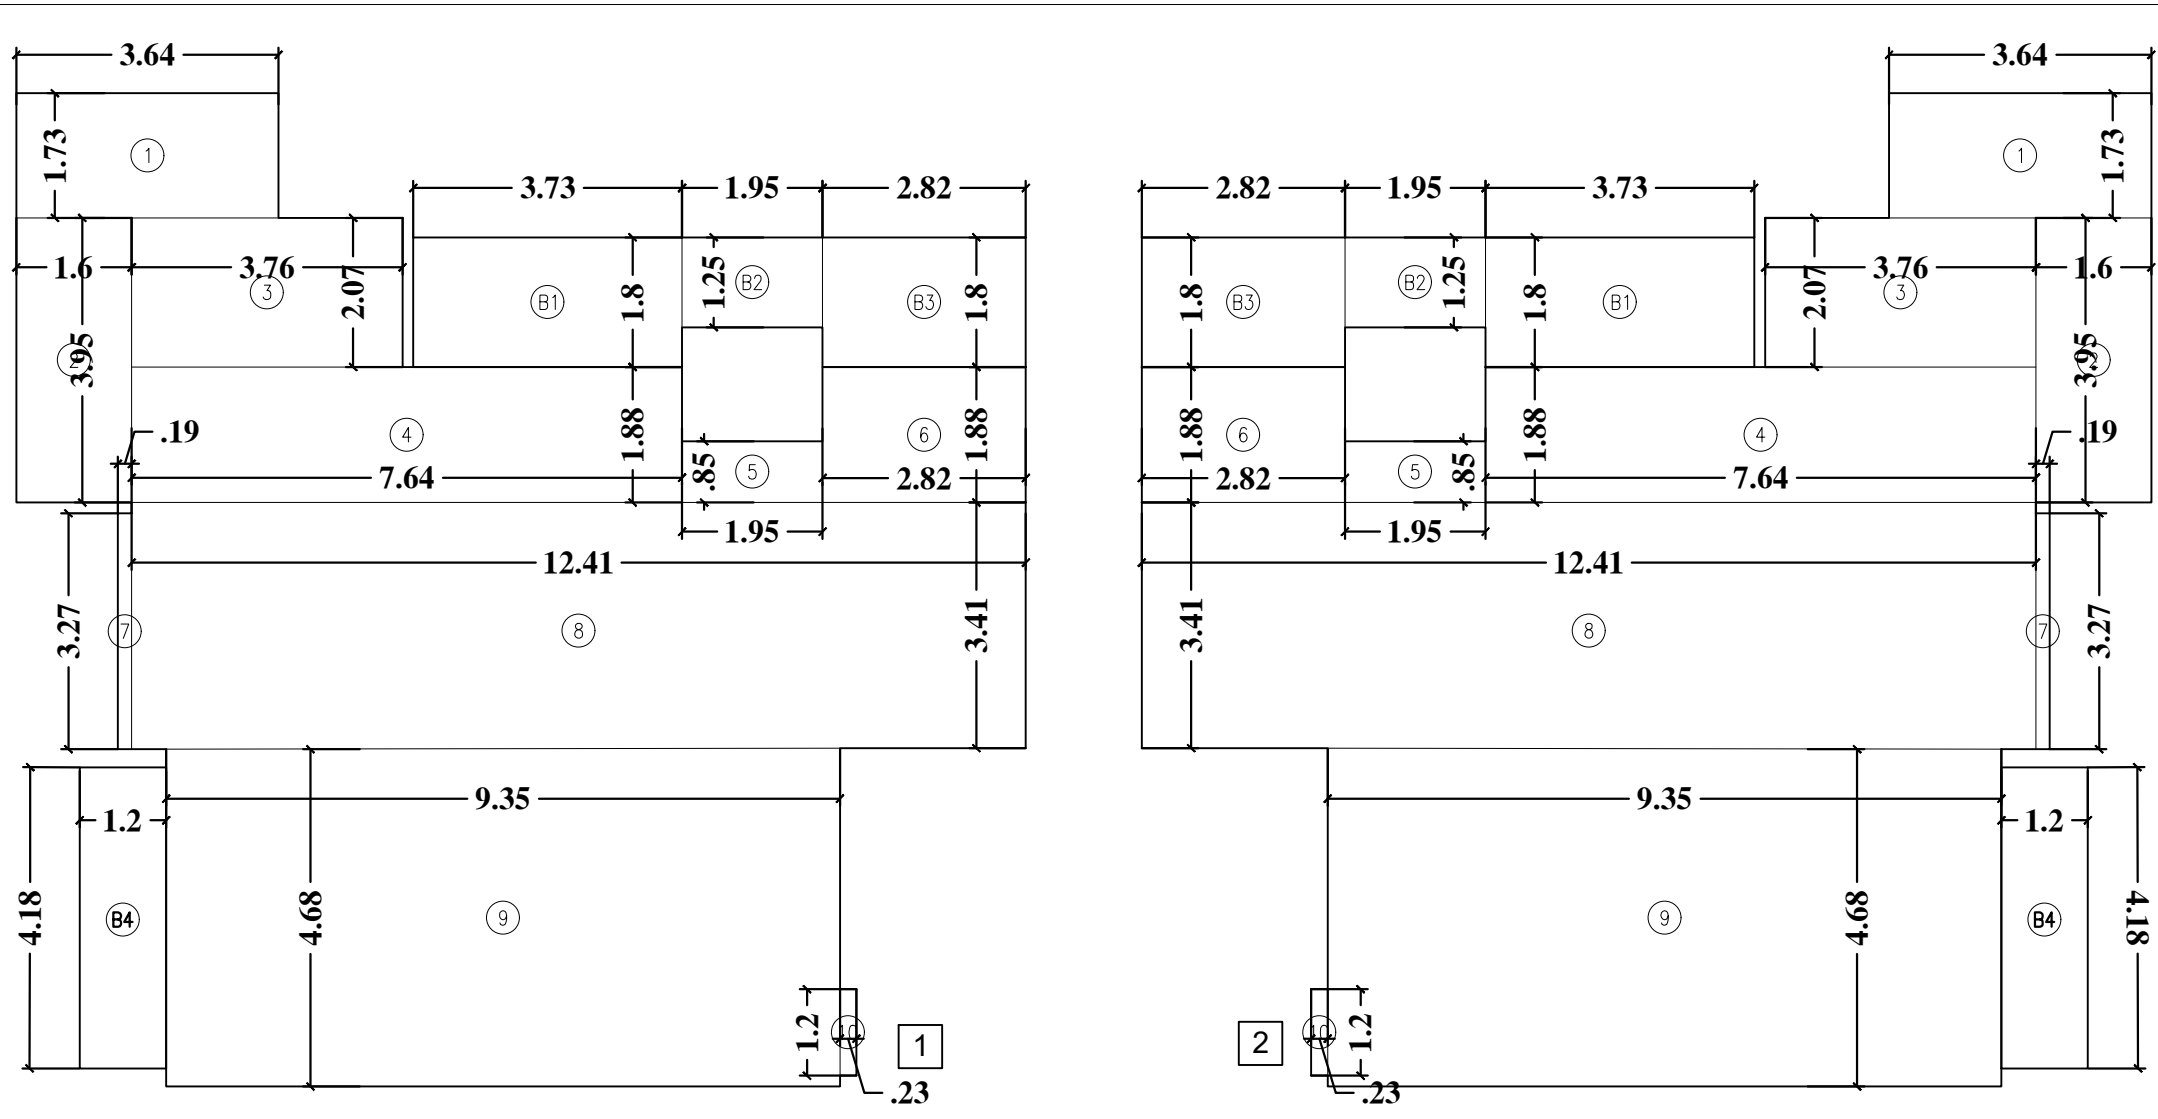 3.64 3.64
1.73 1 1 1.73
3.73 1.95 2.82 2.82 1.95 3.73
1.6 3.76 2.07 3.76 1.6
3 1.25 B2 B2 1.25 2.07 3
B1 1.8 B3 1.8 B3 1.8 1.8 B1
2 3.95 3.95 2
.19 4 1.88 6 1.88 6 1.88 1.88 4 .19
7.64 .85 5 2.82 2.82 5 .85 7.64
1.95 1.95
12.41 12.41
3.27 7 8 3.41 3.41 8 7 3.27
9.35 9.35
1.2 1.2
4.18 B4 4.68 9 9 4.68 B4 4.18
1.2 10 1 2 10 1.2
.23 .23